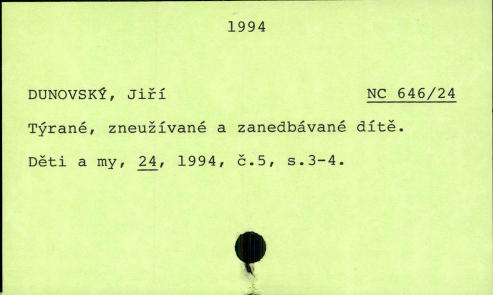 1994
DUNOVSKÝ, Jiří NC 646/24
Týrané, zneužívané a zanedbávané dítě.
Děti a my, 24, 1994, č.5, s.3-4.